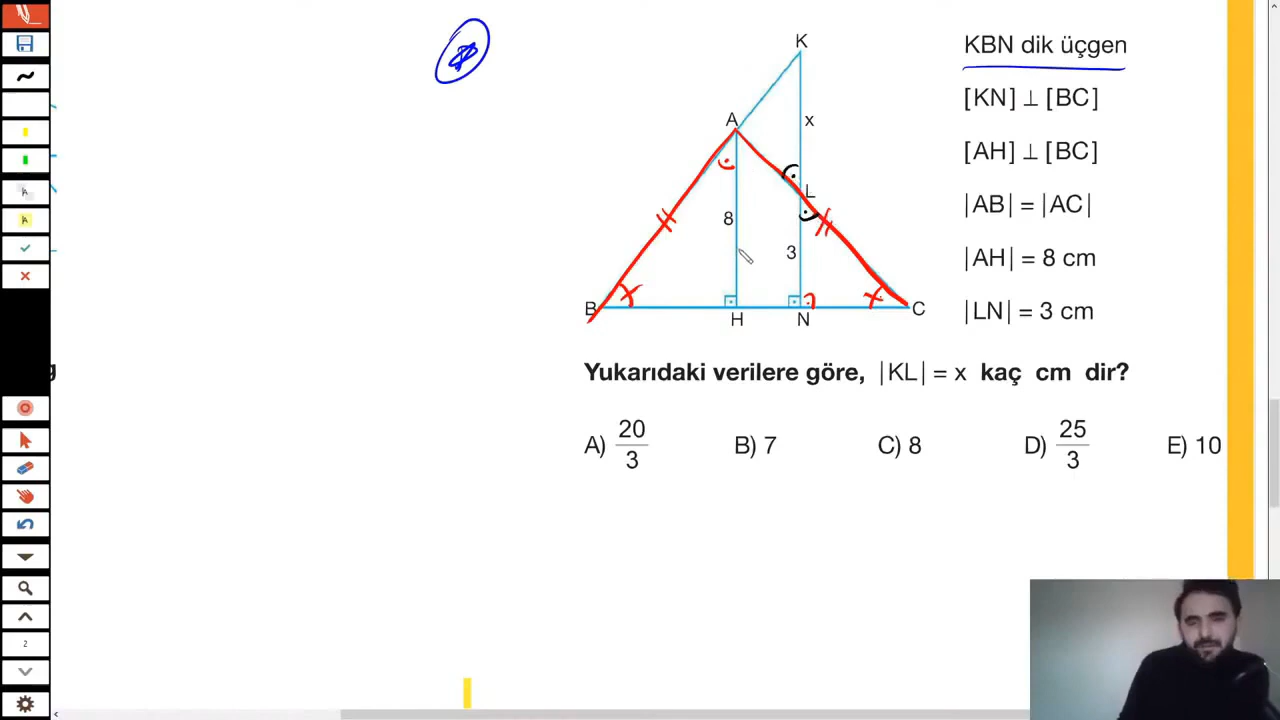 K
KBN dik üçgen
[KN] ⊥ [BC]
A
x
[AH] ⊥ [BC]
L
|AB| = |AC|
8
3
|AH| = 8 cm
B
H
N
C
|LN| = 3 cm
Yukarıdaki verilere göre, |KL| = x kaç cm dir?
A) 20/3 B) 7 C) 8 D) 25/3 E) 10
2